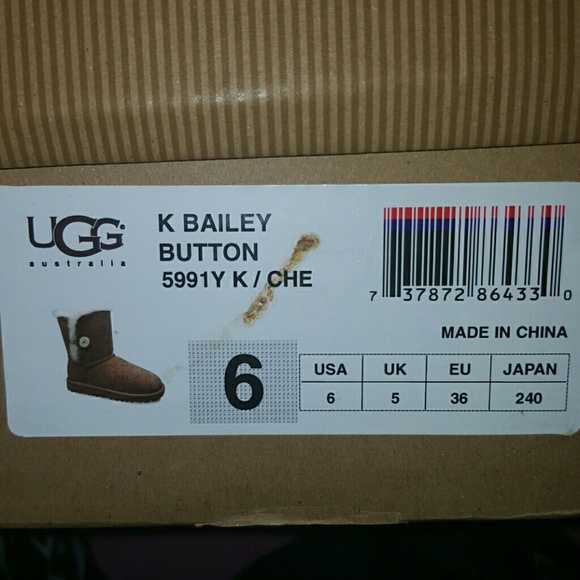 UGG®
australia
K BAILEY
BUTTON
5991Y K / CHE
7 37872 86433 0
MADE IN CHINA
6
USA UK EU JAPAN
6 5 36 240